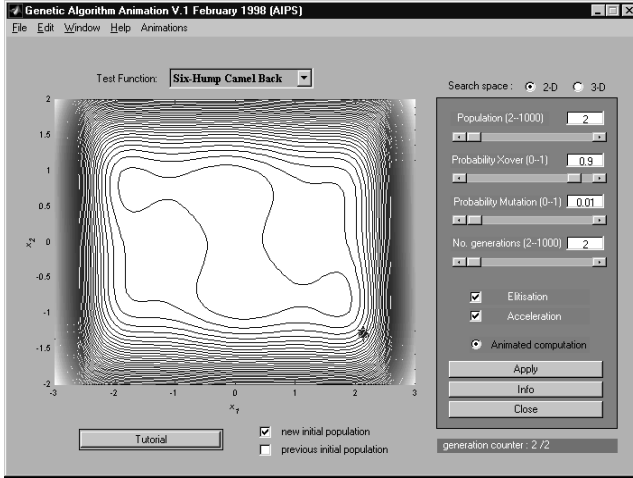 Genetic Algorithm Animation V.1 February 1998 (AIPS)
File Edit Window Help Animations
Test Function: Six-Hump Camel Back
Search space : 2-D 3-D
2
1.5
1
0.5
0
-0.5
-1
-1.5
-2
x2
-3 -2 -1 0 1 2 3
x1
Population (2--1000) 2
Probability Xover (0--1) 0.9
Probability Mutation (0--1) 0.01
No. generations (2--1000) 2
Elitisation
Acceleration
Animated computation
Apply
Info
Close
Tutorial
new initial population
previous initial population
generation counter : 2 /2